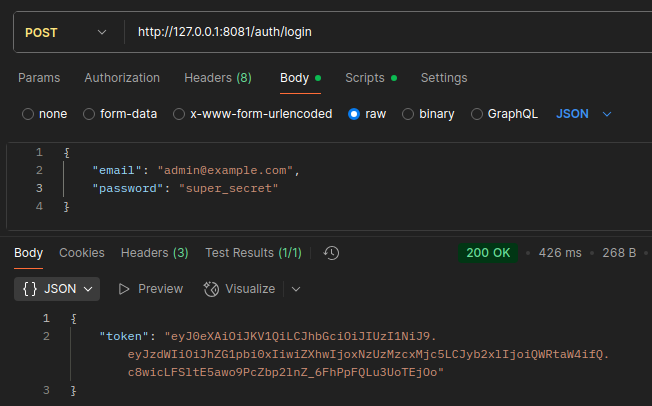 POST http://127.0.0.1:8081/auth/login
Params Authorization Headers (8) Body Scripts Settings
none form-data x-www-form-urlencoded raw binary GraphQL JSON
1 {
2 "email": "admin@example.com",
3 "password": "super_secret"
4 }
Body Cookies Headers (3) Test Results (1/1) 200 OK 426 ms 268 B
{} JSON Preview Visualize
1 {
2 "token": "eyJ0eXAiOiJKV1QiLCJhbGciOiJIUzI1NiJ9.
eyJzdWIiOiJhZG1pbi0xIiwiZXhwIjoxNzUzMzcxMjc5LCJyb2xlIjoiQWRtaW4ifQ.
c8wicLFSltE5awo9PcZbp2lnZ_6FhPpFQLu3UoTEjOo"
3 }